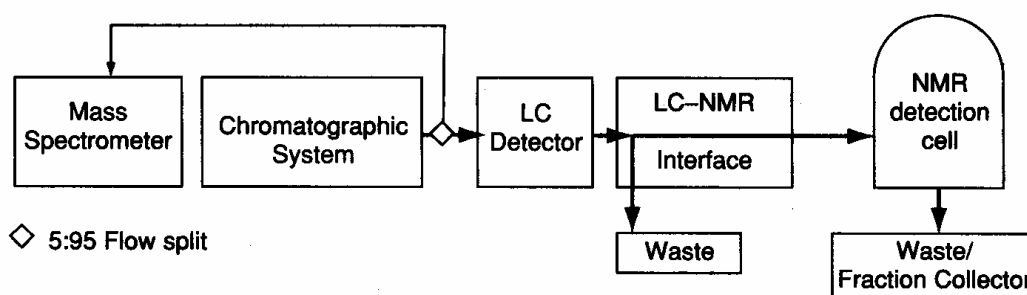 Mass
Spectrometer
Chromatographic
System
LC
Detector
LC–NMR
Interface
NMR
detection
cell
5:95 Flow split
Waste
Waste/
Fraction Collector